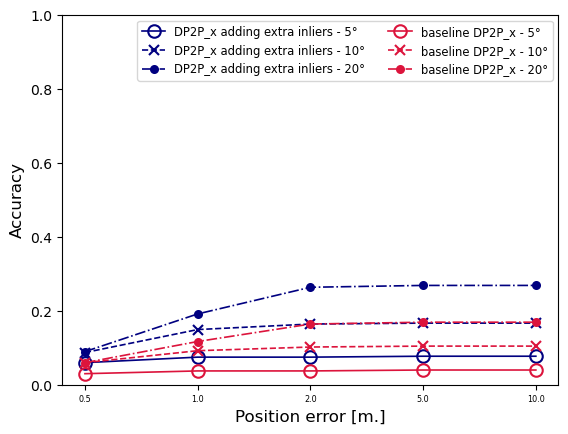 DP2P_x adding extra inliers - 5°
DP2P_x adding extra inliers - 10°
DP2P_x adding extra inliers - 20°
baseline DP2P_x - 5°
baseline DP2P_x - 10°
baseline DP2P_x - 20°
Accuracy
1.0
0.8
0.6
0.4
0.2
0.0
0.5 1.0 2.0 5.0 10.0
Position error [m.]